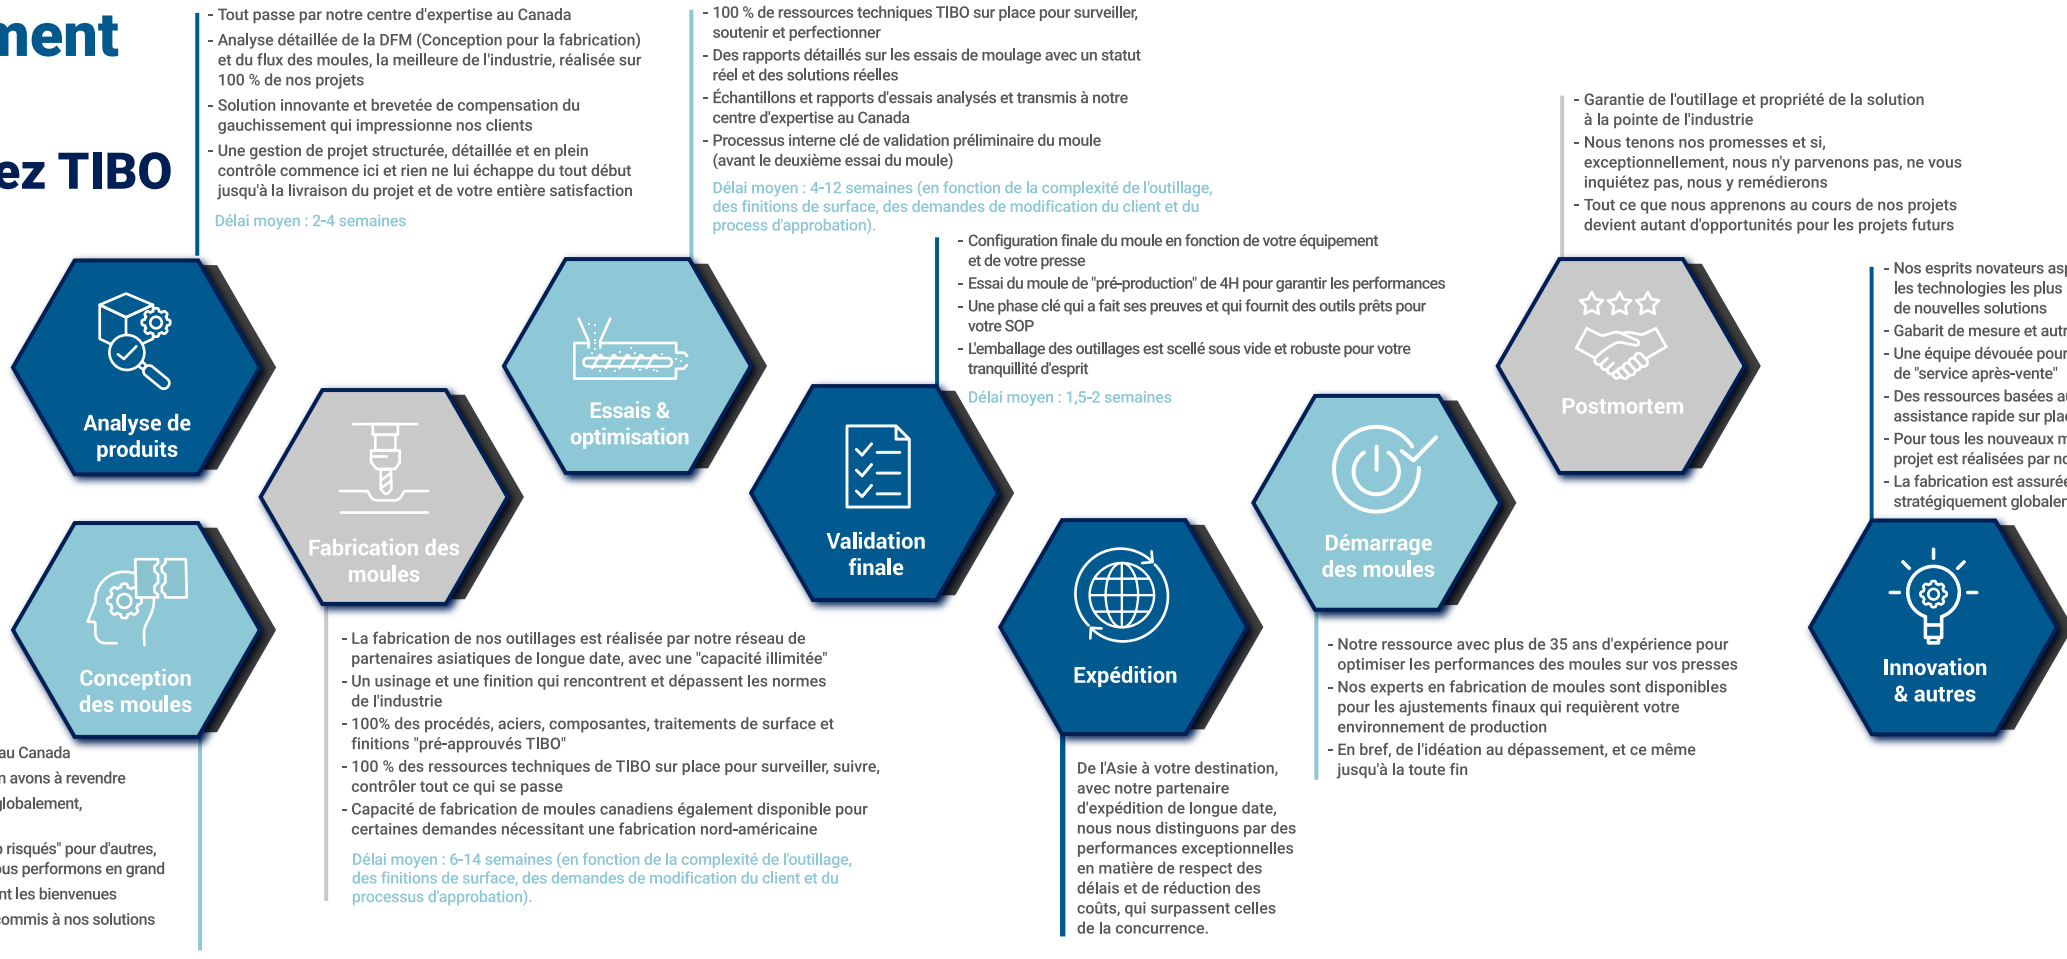 ment
ez TIBO
- Tout passe par notre centre d'expertise au Canada
- Analyse détaillée de la DFM (Conception pour la fabrication)
et du flux des moules, la meilleure de l'industrie, réalisée sur
100 % de nos projets
- Solution innovante et brevetée de compensation du
gauchissement qui impressionne nos clients
- Une gestion de projet structurée, détaillée et en plein
contrôle commence ici et rien ne lui échappe du tout début
jusqu'à la livraison du projet et de votre entière satisfaction
Délai moyen : 2-4 semaines
Analyse de
produits
Conception
des moules
au Canada
n avons à revendre
globalement,
risqués" pour d'autres,
ous performons en grand
nt les bienvenues
commis à nos solutions
Fabrication des
moules
- La fabrication de nos outillages est réalisée par notre réseau de
partenaires asiatiques de longue date, avec une "capacité illimitée"
- Un usinage et une finition qui rencontrent et dépassent les normes
de l'industrie
- 100% des procédés, aciers, composantes, traitements de surface et
finitions "pré-approuvés TIBO"
- 100 % des ressources techniques de TIBO sur place pour surveiller, suivre,
contrôler tout ce qui se passe
- Capacité de fabrication de moules canadiens également disponible pour
certaines demandes nécessitant une fabrication nord-américaine
Délai moyen : 6-14 semaines (en fonction de la complexité de l'outillage,
des finitions de surface, des demandes de modification du client et du
processus d'approbation).
- 100 % de ressources techniques TIBO sur place pour surveiller,
soutenir et perfectionner
- Des rapports détaillés sur les essais de moulage avec un statut
réel et des solutions réelles
- Échantillons et rapports d'essais analysés et transmis à notre
centre d'expertise au Canada
- Processus interne clé de validation préliminaire du moule
(avant le deuxième essai du moule)
Délai moyen : 4-12 semaines (en fonction de la complexité de l'outillage,
des finitions de surface, des demandes de modification du client et du
process d'approbation).
Essais &
optimisation
- Configuration finale du moule en fonction de votre équipement
et de votre presse
- Essai du moule de "pré-production" de 4H pour garantir les performances
- Une phase clé qui a fait ses preuves et qui fournit des outils prêts pour
votre SOP
- L'emballage des outillages est scellé sous vide et robuste pour votre
tranquillité d'esprit
Délai moyen : 1,5-2 semaines
Validation
finale
Expédition
De l'Asie à votre destination,
avec notre partenaire
d'expédition de longue date,
nous nous distinguons par des
performances exceptionnelles
en matière de respect des
délais et de réduction des
coûts, qui surpassent celles
de la concurrence.
Démarrage
des moules
- Notre ressource avec plus de 35 ans d'expérience pour
optimiser les performances des moules sur vos presses
- Nos experts en fabrication de moules sont disponibles
pour les ajustements finaux qui requièrent votre
environnement de production
- En bref, de l'idéation au dépassement, et ce même
jusqu'à la toute fin
- Garantie de l'outillage et propriété de la solution
à la pointe de l'industrie
- Nous tenons nos promesses et si,
exceptionnellement, nous n'y parvenons pas, ne vous
inquiétez pas, nous y remédierons
- Tout ce que nous apprenons au cours de nos projets
devient autant d'opportunités pour les projets futurs
Postmortem
- Nos esprits novateurs asp
les technologies les plus
de nouvelles solutions
- Gabarit de mesure et autr
- Une équipe dévouée pour
de "service après-vente"
- Des ressources basées au
assistance rapide sur plac
- Pour tous les nouveaux m
projet est réalisées par no
- La fabrication est assurée
stratégiquement globalem
Innovation
& autres